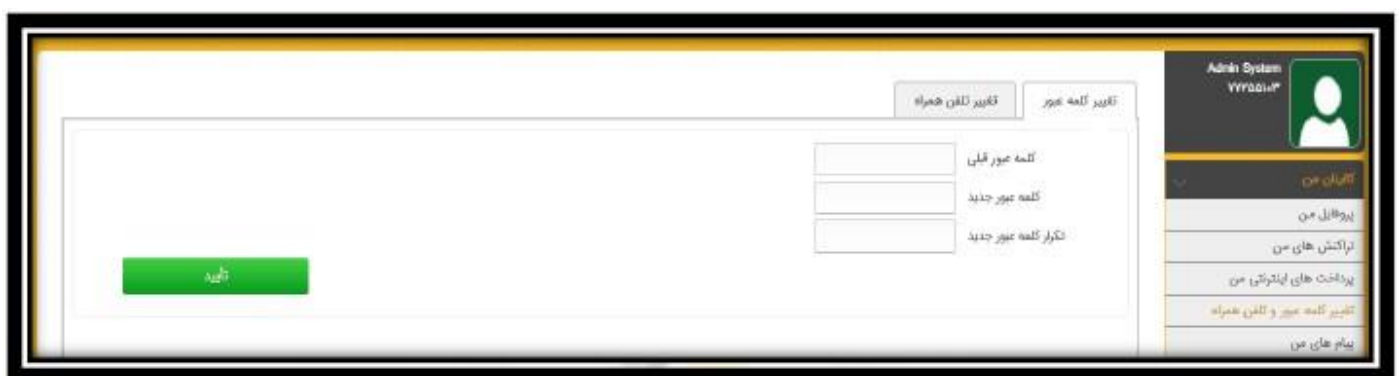 Admin System
۷۷۲۵۵۱۰۳
کاربران من
پروفایل من
تراکنش های من
پرداخت های اینترنتی من
تغییر کلمه عبور و تلفن همراه
پیام های من
تغییر کلمه عبور
تغییر تلفن همراه
کلمه عبور قبلی
کلمه عبور جدید
تکرار کلمه عبور جدید
تأیید